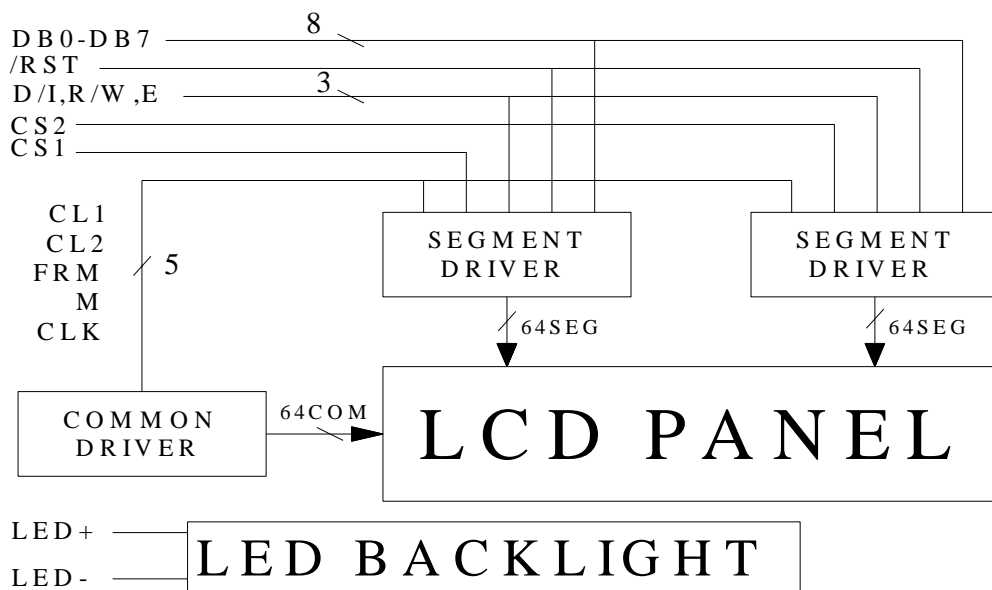 DB0-DB7
8
/RST
D/I,R/W,E
3
CS2
CS1
CL1
CL2
FRM
M
CLK
5
SEGMENT
DRIVER
SEGMENT
DRIVER
64SEG
64SEG
COMMON
DRIVER
64COM
LCD PANEL
LED+
LED-
LED BACKLIGHT